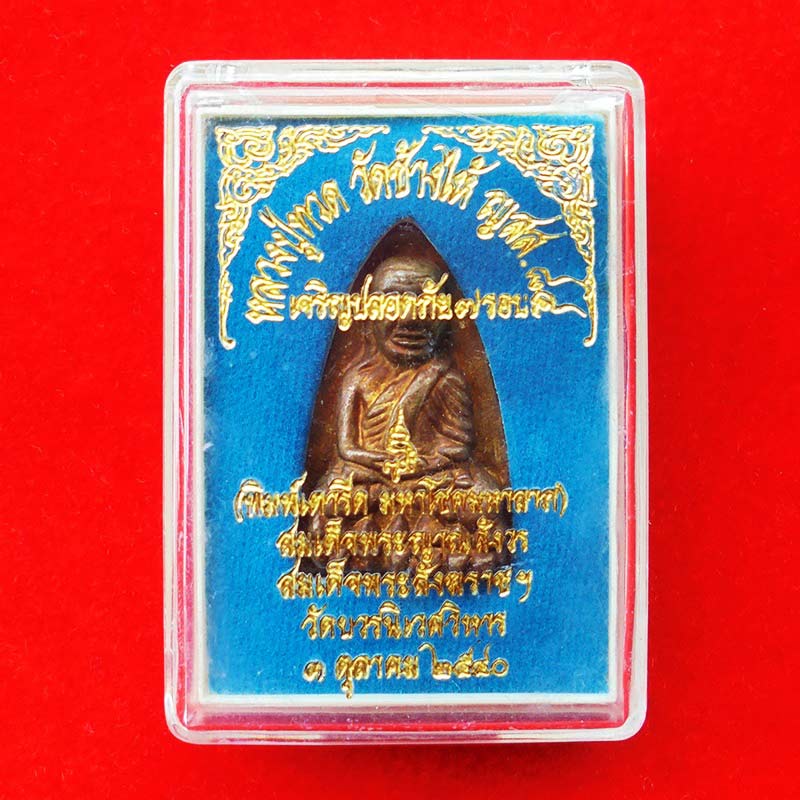 หลวงปู่ทวด วัดช้างให้ ญสส.
เจริญปลอดภัย ๗ รอบ
(พิมพ์เตารีด มหาโชคมหาลาภ)
สมเด็จพระญาณสังวร
สมเด็จพระสังฆราชฯ
วัดบวรนิเวศวิหาร
๓ ตุลาคม ๒๕๔๐